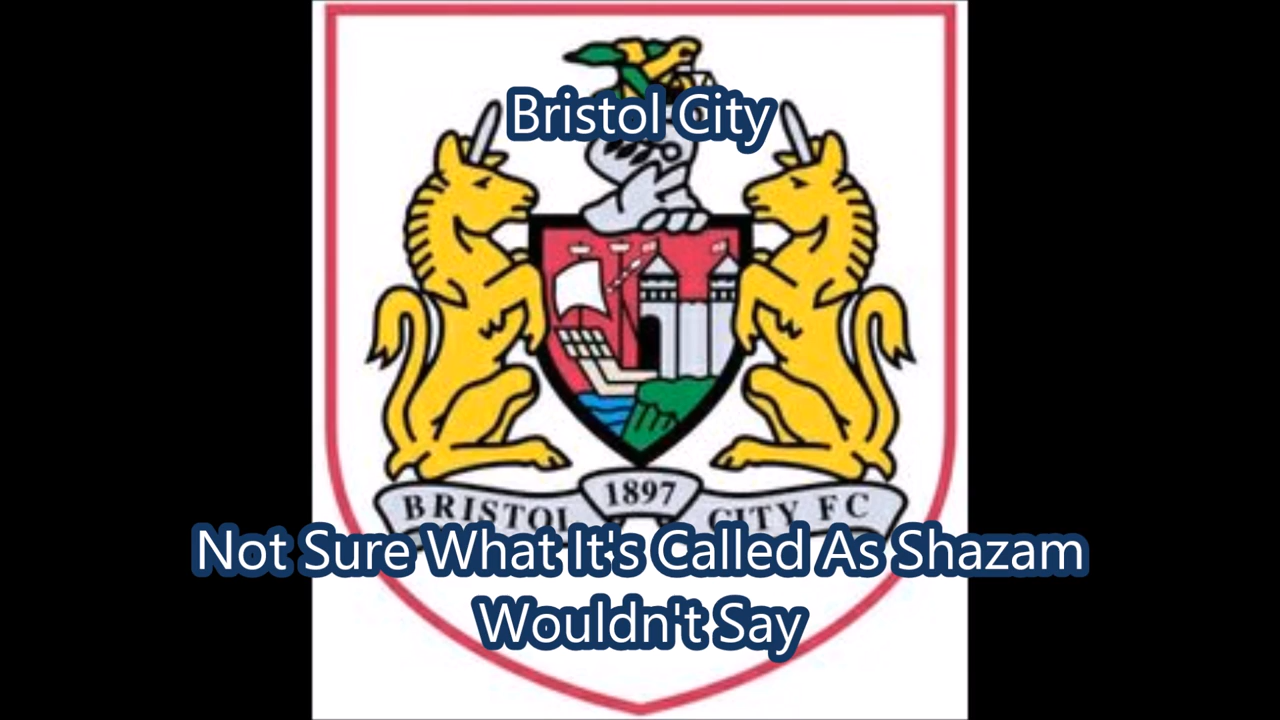 Bristol City
1897
BRISTOL CITY FC
Not Sure What It's Called As Shazam
Wouldn't Say